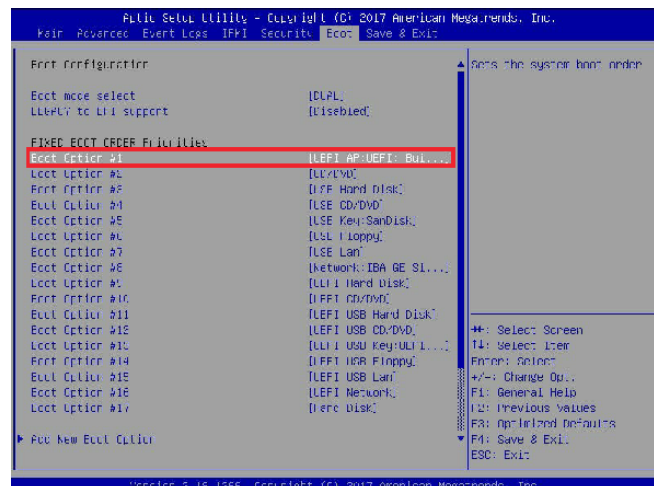 Aptio Setup Utility - Copyright (C) 2017 American Megatrends, Inc.
Main Advanced Event Logs IPMI Security Boot Save & Exit
Boot Configuration
Sets the system boot order
Boot mode select [DUAL]
LEGACY to EFI support [Disabled]
FIXED BOOT ORDER Priorities
Boot Option #1 [UEFI AP:UEFI: Bui...]
Boot Option #2 [CD/DVD]
Boot Option #3 [USB Hard Disk]
Boot Option #4 [USB CD/DVD]
Boot Option #5 [USB Key:SanDisk]
Boot Option #6 [USB Floppy]
Boot Option #7 [USB Lan]
Boot Option #8 [Network:IBA GE Sl...]
Boot Option #9 [UEFI Hard Disk]
Boot Option #10 [UEFI CD/DVD]
Boot Option #11 [UEFI USB Hard Disk]
Boot Option #12 [UEFI USB CD/DVD]
Boot Option #13 [UEFI USB Key:UEFI...]
Boot Option #14 [UEFI USB Floppy]
Boot Option #15 [UEFI USB Lan]
Boot Option #16 [UEFI Network]
Boot Option #17 [Hard Disk]
Add New Boot Option
→←: Select Screen
↑↓: Select Item
Enter: Select
+/-: Change Opt.
F1: General Help
F2: Previous Values
F3: Optimized Defaults
F4: Save & Exit
ESC: Exit
Version Copyright (C) 2017 American Megatrends, Inc.